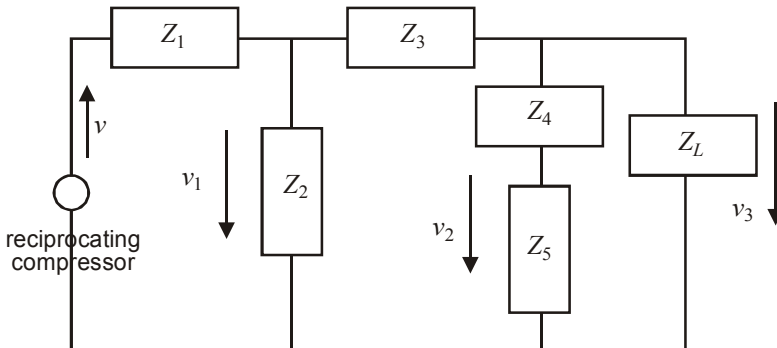 Z1
Z3
v
v1
Z2
Z4
ZL
v2
Z5
v3
reciprocating
compressor